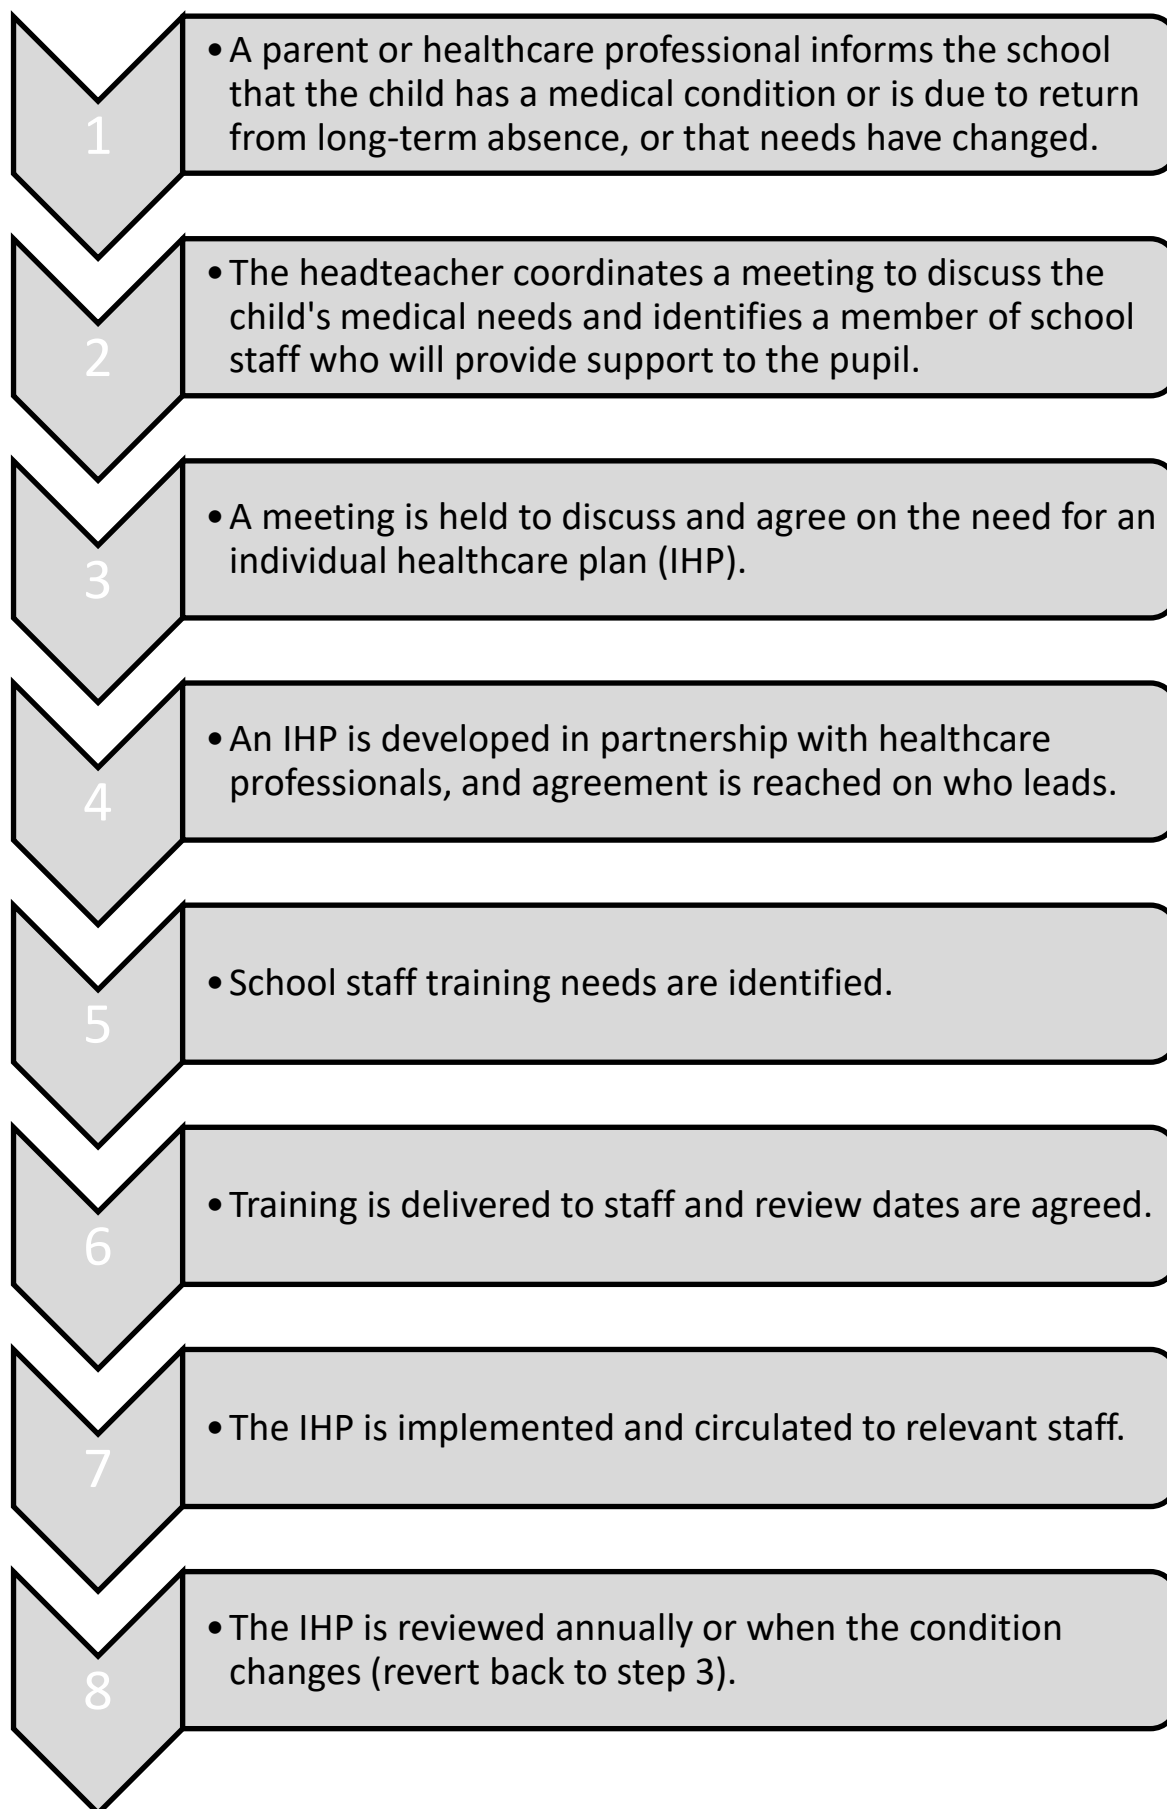 1
• A parent or healthcare professional informs the school
that the child has a medical condition or is due to return
from long-term absence, or that needs have changed.
2
• The headteacher coordinates a meeting to discuss the
child's medical needs and identifies a member of school
staff who will provide support to the pupil.
3
• A meeting is held to discuss and agree on the need for an
individual healthcare plan (IHP).
4
• An IHP is developed in partnership with healthcare
professionals, and agreement is reached on who leads.
5
• School staff training needs are identified.
6
• Training is delivered to staff and review dates are agreed.
7
• The IHP is implemented and circulated to relevant staff.
8
• The IHP is reviewed annually or when the condition
changes (revert back to step 3).